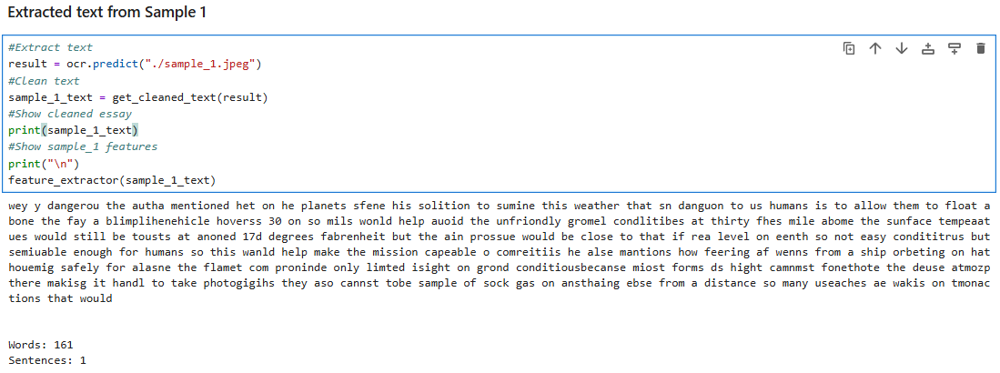 Extracted text from Sample 1
#Extract text
result = ocr.predict("./sample_1.jpeg")
#Clean text
sample_1_text = get_cleaned_text(result)
#Show cleaned essay
print(sample_1_text)
#Show sample_1 features
print("\n")
feature_extractor(sample_1_text)
wey y dangerou the autha mentioned het on he planets sfene his solition to sumine this weather that sn danguon to us humans is to allow them to float a
bone the fay a blimplihenehicle hoverss 30 on so mils wonld help auoid the unfriondly gromel condlitibes at thirty fhes mile abome the sunface tempeaat
ues would still be tousts at anoned 17d degrees fabrenheit but the ain prossue would be close to that if rea level on eenth so not easy condititrus but
semiuable enough for humans so this wanld help make the mission capeable o comreitiis he alse mantions how feering af wenns from a ship orbeting on hat
houemig safely for alasne the flamet com proninde only limted isight on grond conditiousbecanse miost forms ds hight camnmst fonethote the deuse atmozp
there makisg it handl to take photogigihs they aso cannst tobe sample of sock gas on ansthaing ebse from a distance so many useaches ae wakis on tmonac
tions that would
Words: 161
Sentences: 1